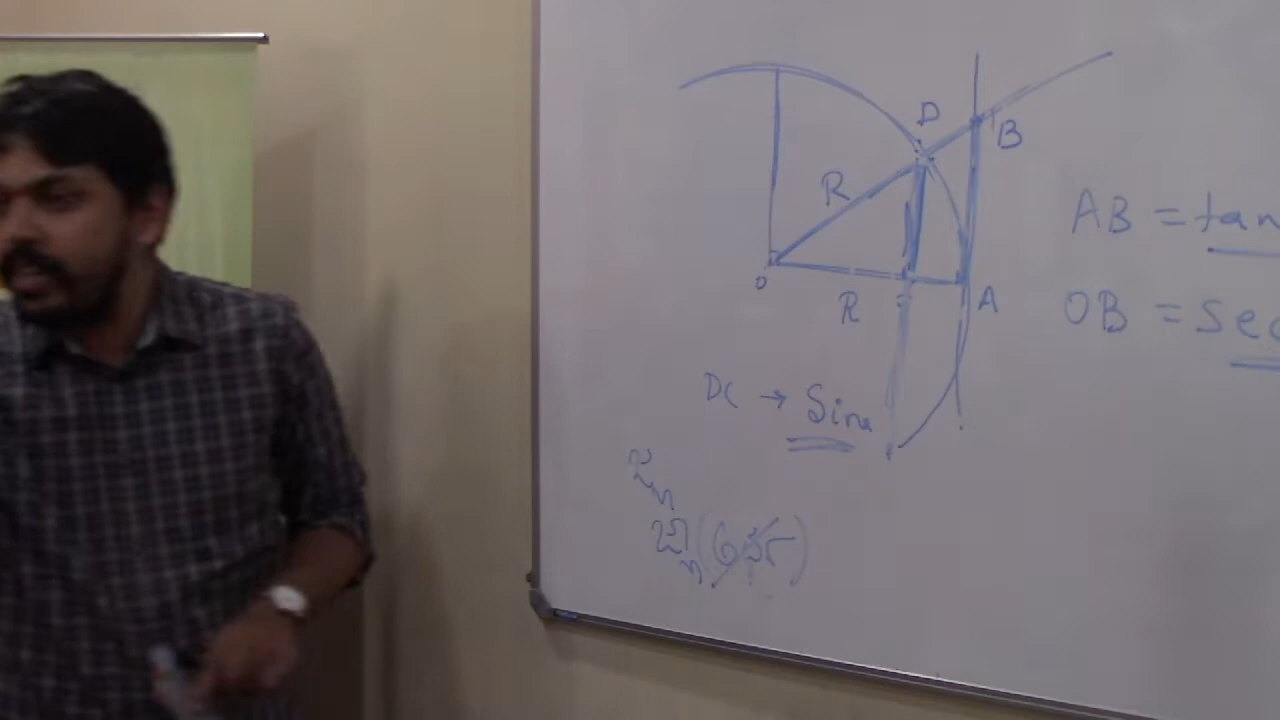 D
B
R
AB = tan
O
R
A
OB = Sec
DC → Sine